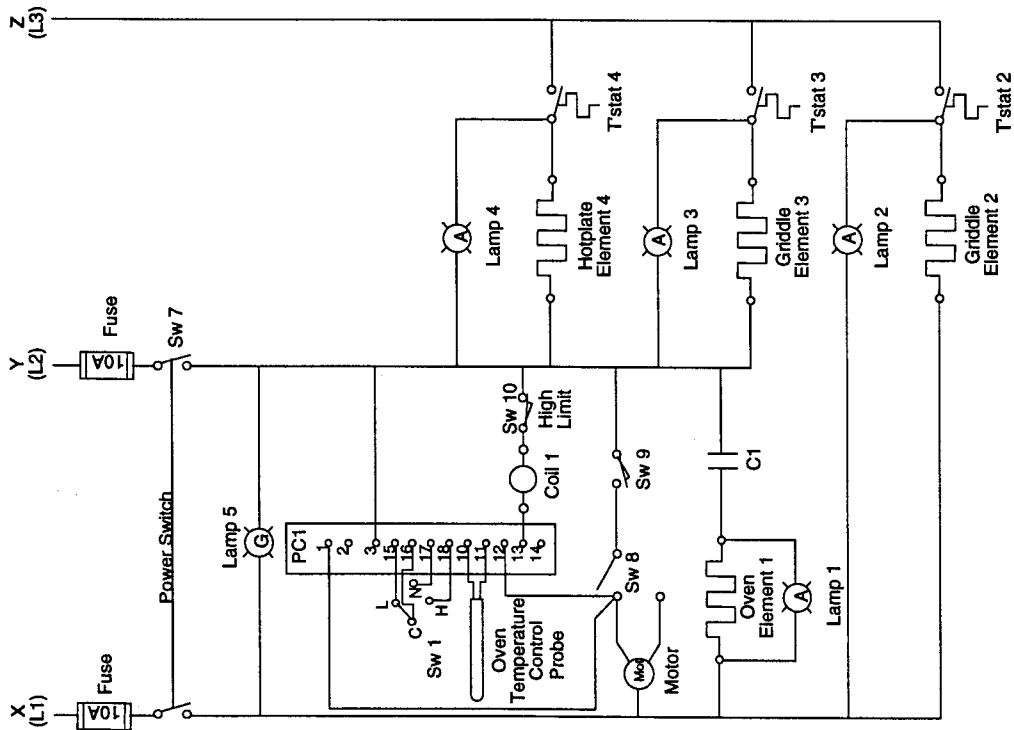 X
(L1)
Y
(L2)
Z
(L3)
Fuse
10A
Fuse
10A
Power Switch
Sw 7
Lamp 5
G
PC1
1
2
3
15
16
17
18
10
11
12
13
14
L
C
N
H
Sw 1
Oven
Temperature
Control
Probe
Coil 1
Sw 10
High
Limit
Sw 8
Sw 9
Mot
Motor
Oven
Element 1
A
Lamp 1
C1
A
Lamp 4
Hotplate
Element 4
T'stat 4
A
Lamp 3
Griddle
Element 3
T'stat 3
A
Lamp 2
Griddle
Element 2
T'stat 2